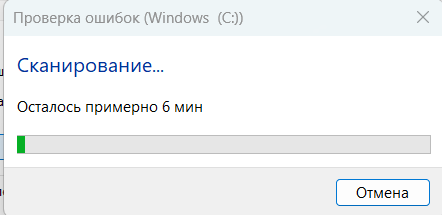 Проверка ошибок (Windows (C:))
Сканирование...
Осталось примерно 6 мин
Отмена